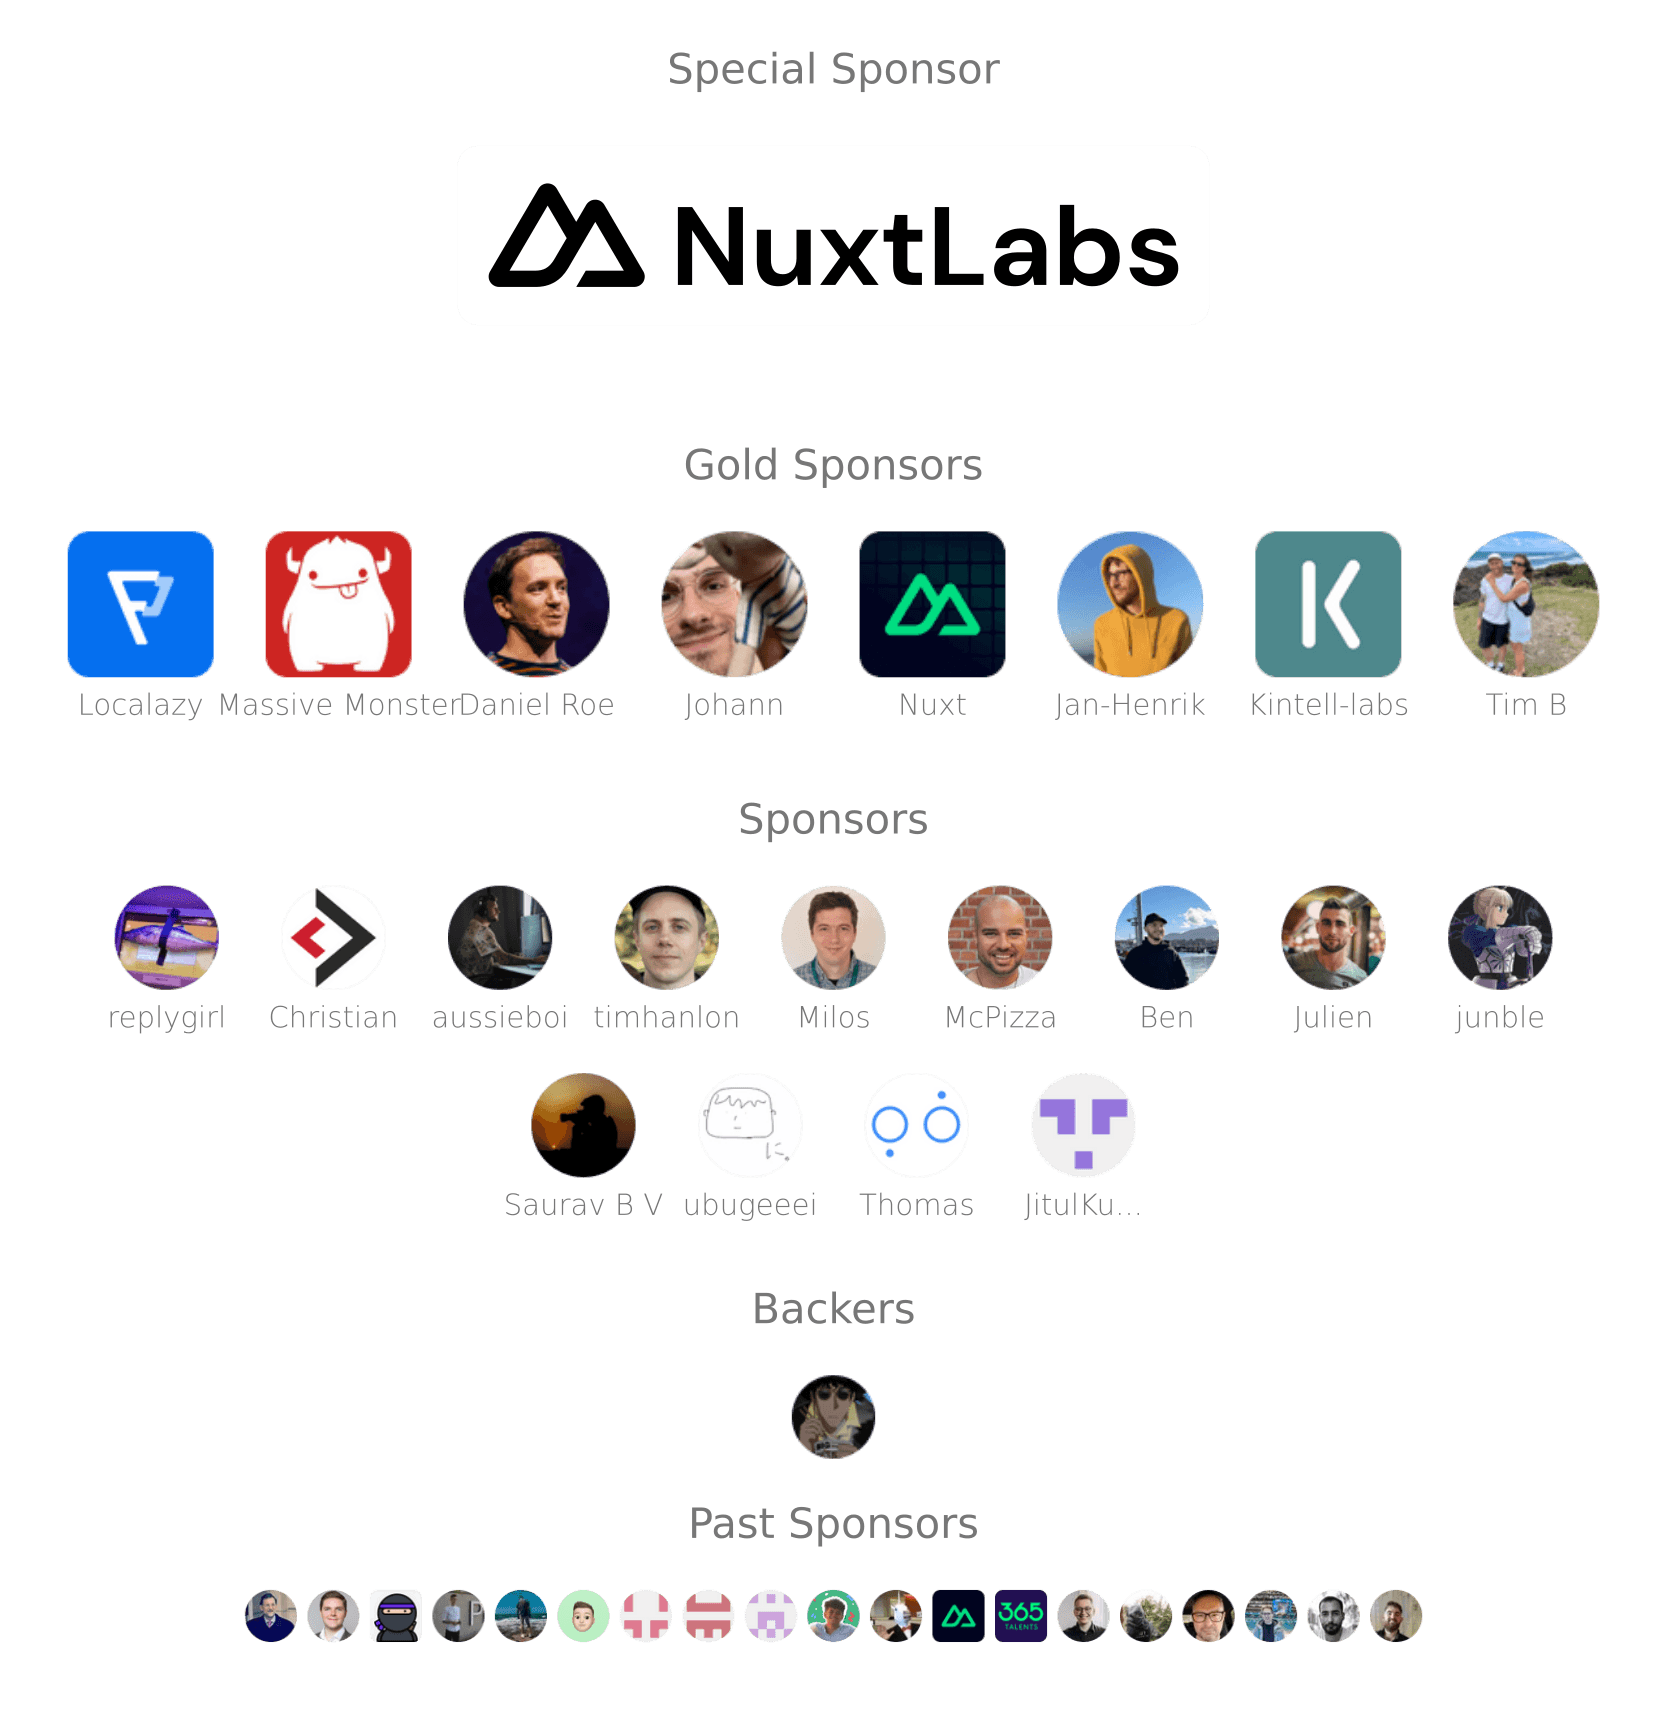 Special Sponsor
NuxtLabs
Gold Sponsors
Localazy Massive Monster Daniel Roe Johann Nuxt Jan-Henrik Kintell-labs Tim B
Sponsors
replygirl Christian aussieboi timhanlon Milos McPizza Ben Julien junble
Saurav B V ubugeeei Thomas JitulKu...
Backers
Past Sponsors
P
365
TALENTS